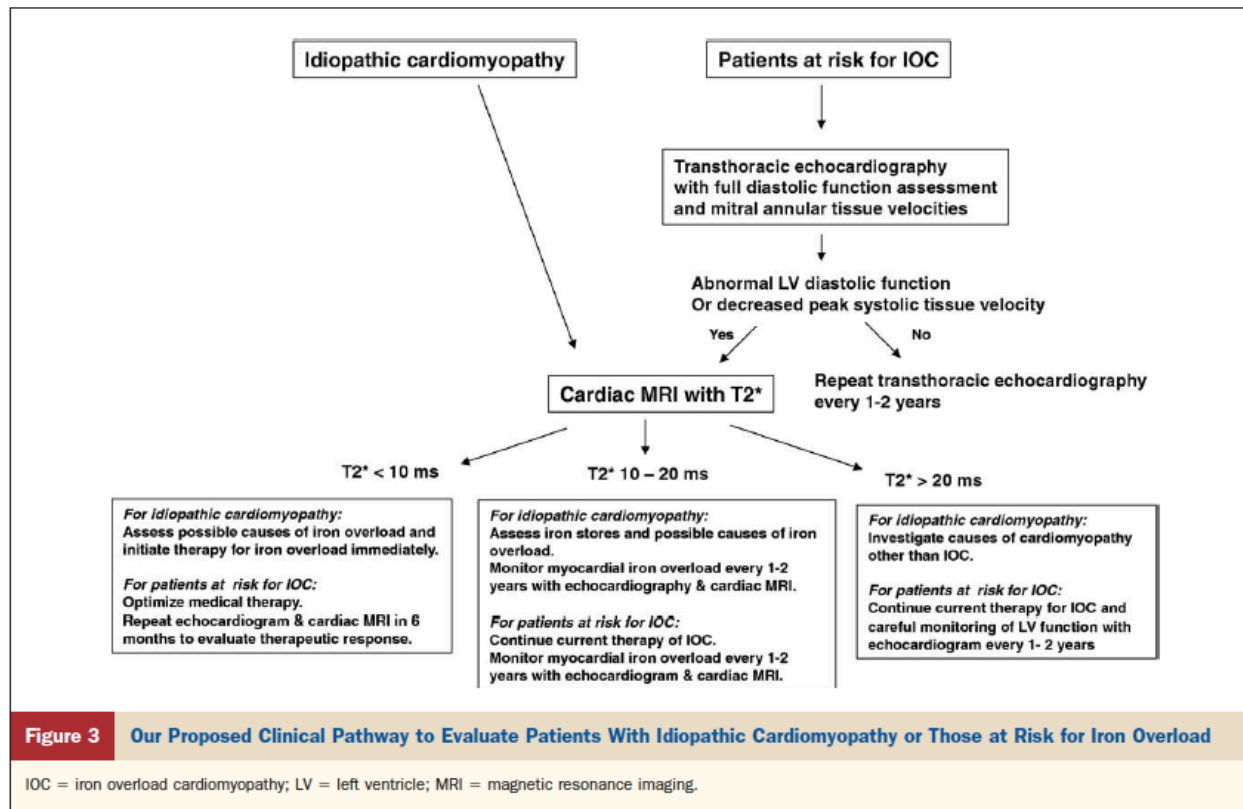 Idiopathic cardiomyopathy
Patients at risk for IOC
Transthoracic echocardiography
with full diastolic function assessment
and mitral annular tissue velocities
Abnormal LV diastolic function
Or decreased peak systolic tissue velocity
Yes
No
Cardiac MRI with T2*
Repeat transthoracic echocardiography
every 1-2 years
T2* < 10 ms
T2* 10 – 20 ms
T2* > 20 ms
For idiopathic cardiomyopathy:
Assess possible causes of iron overload and
initiate therapy for iron overload immediately.
For patients at risk for IOC:
Optimize medical therapy.
Repeat echocardiogram & cardiac MRI in 6
months to evaluate therapeutic response.
For idiopathic cardiomyopathy:
Assess iron stores and possible causes of iron
overload.
Monitor myocardial iron overload every 1-2
years with echocardiography & cardiac MRI.
For patients at risk for IOC:
Continue current therapy of IOC.
Monitor myocardial iron overload every 1-2
years with echocardiogram & cardiac MRI.
For idiopathic cardiomyopathy:
Investigate causes of cardiomyopathy
other than IOC.
For patients at risk for IOC:
Continue current therapy for IOC and
careful monitoring of LV function with
echocardiogram every 1- 2 years
Figure 3 Our Proposed Clinical Pathway to Evaluate Patients With Idiopathic Cardiomyopathy or Those at Risk for Iron Overload
IOC = iron overload cardiomyopathy; LV = left ventricle; MRI = magnetic resonance imaging.